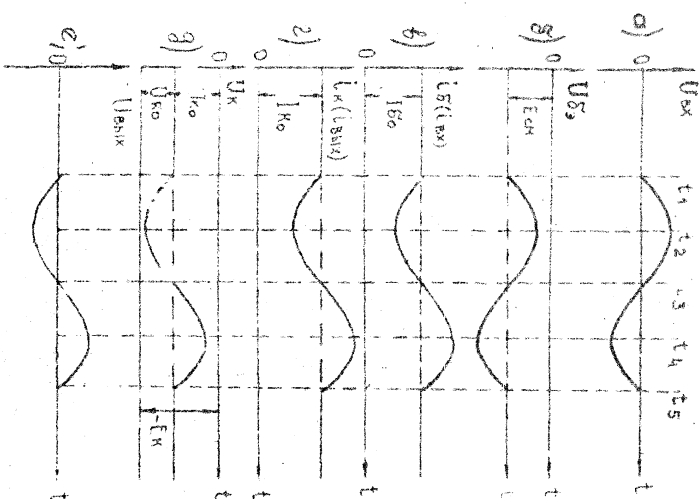 а) 0 Uвх t₁ t₂ t₃ t₄ t₅ t
б) 0 Uбэ Eсм t
в) 0 Iбо iб(iвх) t
г) 0 Iко iк(iвых) t
д) 0 Uк Uко -Eк
е) 0 Uвых t